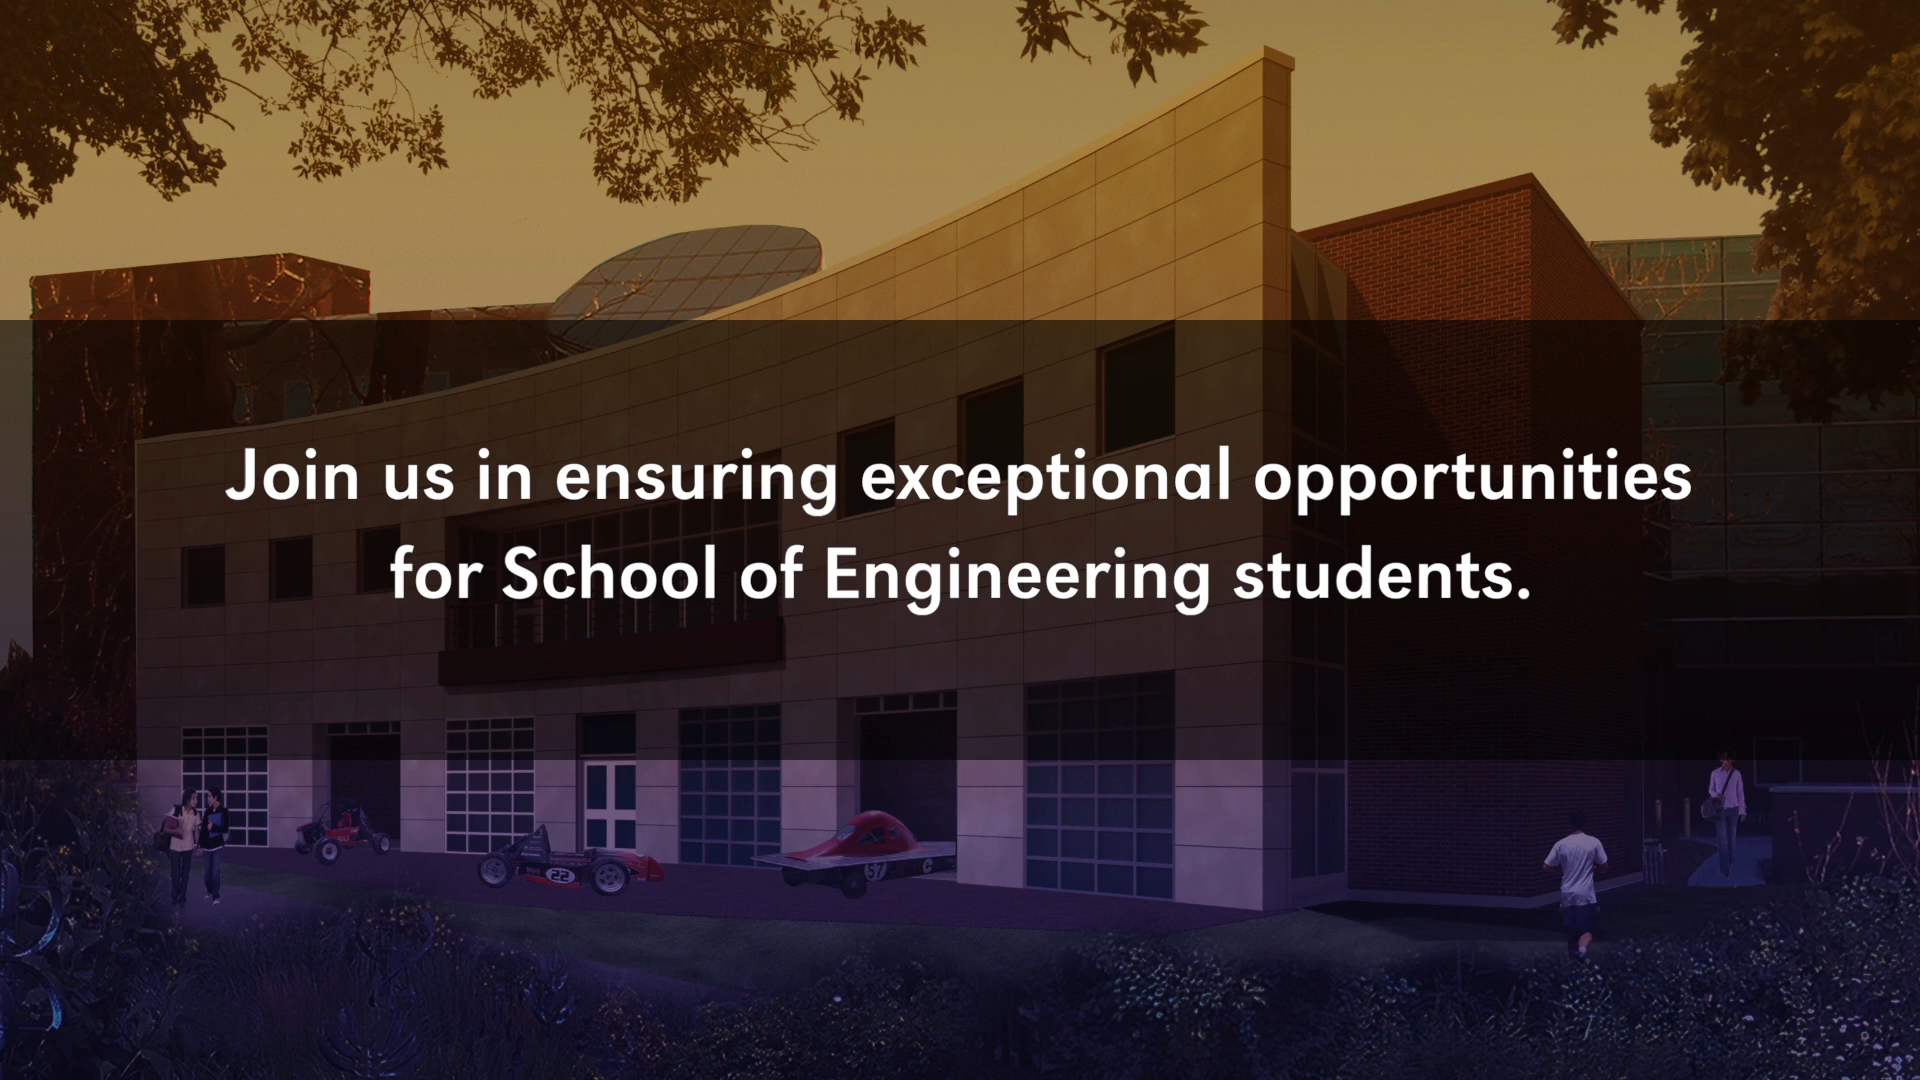 Join us in ensuring exceptional opportunities
for School of Engineering students.
22
57